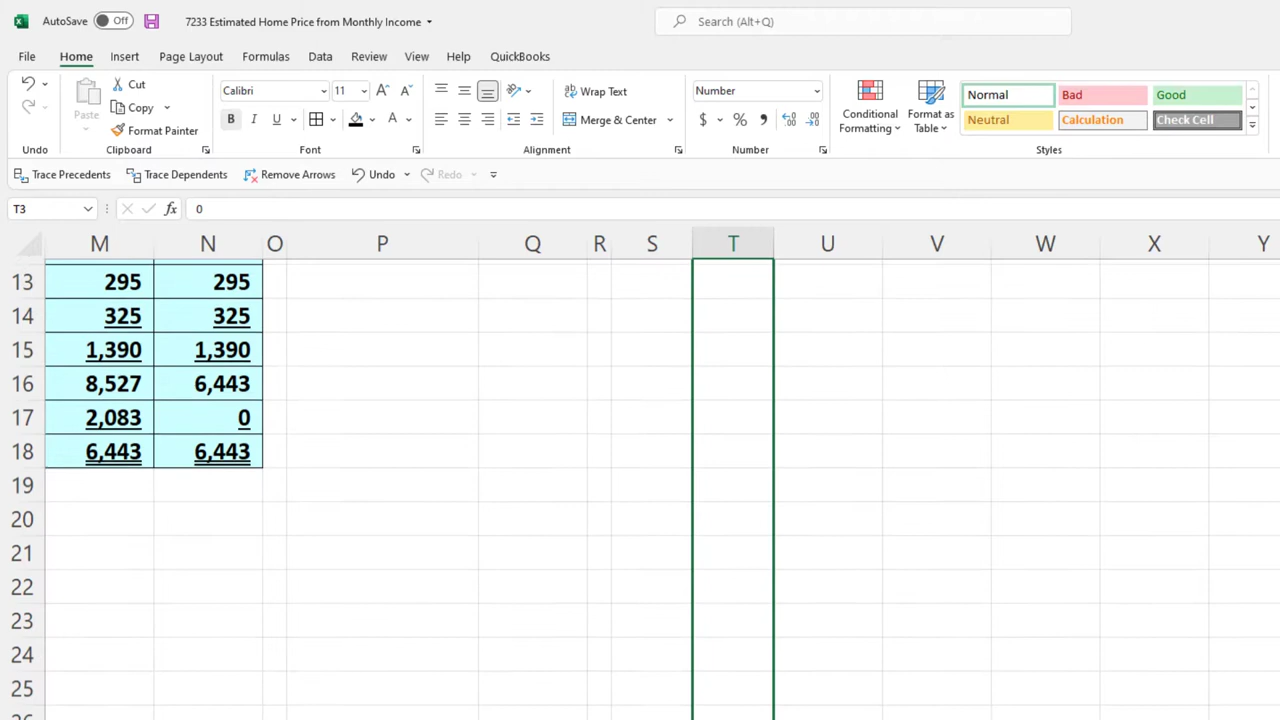 AutoSave Off 7233 Estimated Home Price from Monthly Income Search (Alt+Q)
File Home Insert Page Layout Formulas Data Review View Help QuickBooks
Paste Cut Copy Format Painter
Calibri 11 B I U A A A
Wrap Text Merge & Center
Number $ %
Conditional Formatting Format as Table
Normal Bad Good
Neutral Calculation Check Cell
Undo Clipboard Font Alignment Number Styles
Trace Precedents Trace Dependents Remove Arrows Undo Redo
T3 fx 0
M N O P Q R S T U V W X Y
13 295 295
14 325 325
15 1,390 1,390
16 8,527 6,443
17 2,083 0
18 6,443 6,443
19
20
21
22
23
24
25
26